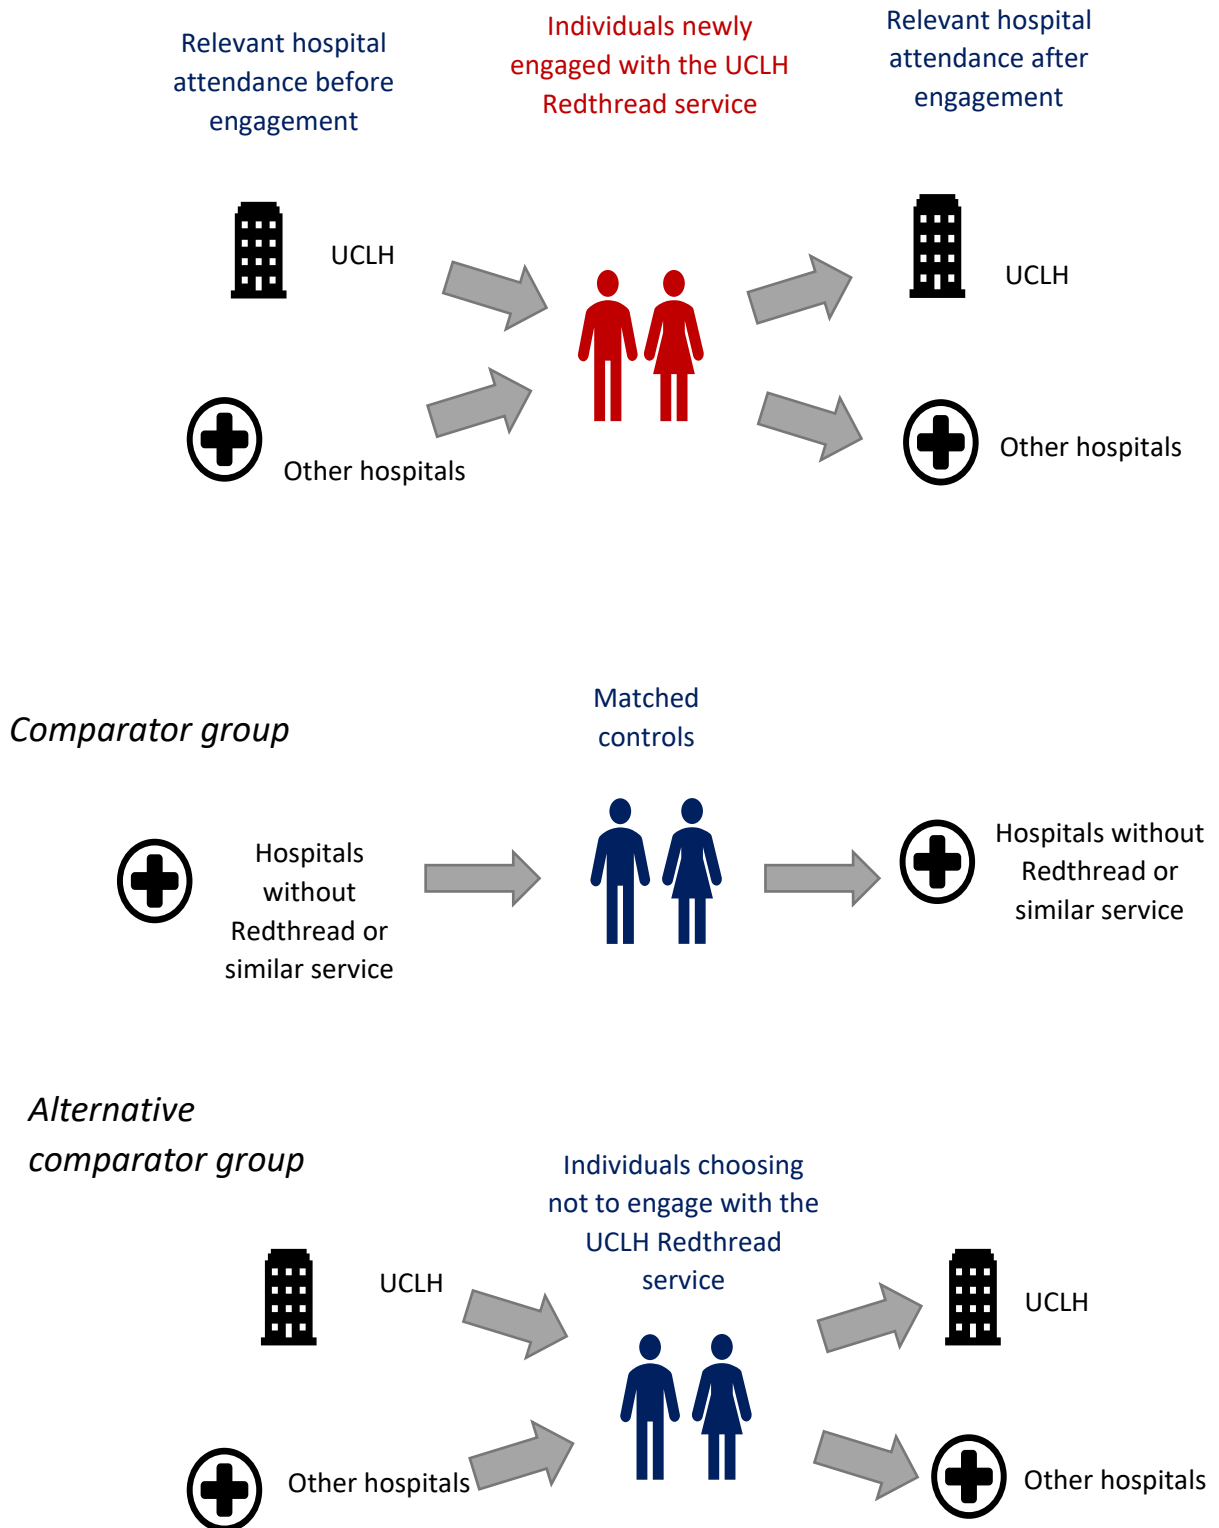 Relevant hospital
attendance before
engagement
Individuals newly
engaged with the UCLH
Redthread service
Relevant hospital
attendance after
engagement
UCLH
UCLH
Other hospitals
Other hospitals
Comparator group
Matched
controls
Hospitals
without
Redthread or
similar service
Hospitals without
Redthread or
similar service
Alternative
comparator group
Individuals choosing
not to engage with the
UCLH Redthread
service
UCLH
UCLH
Other hospitals
Other hospitals